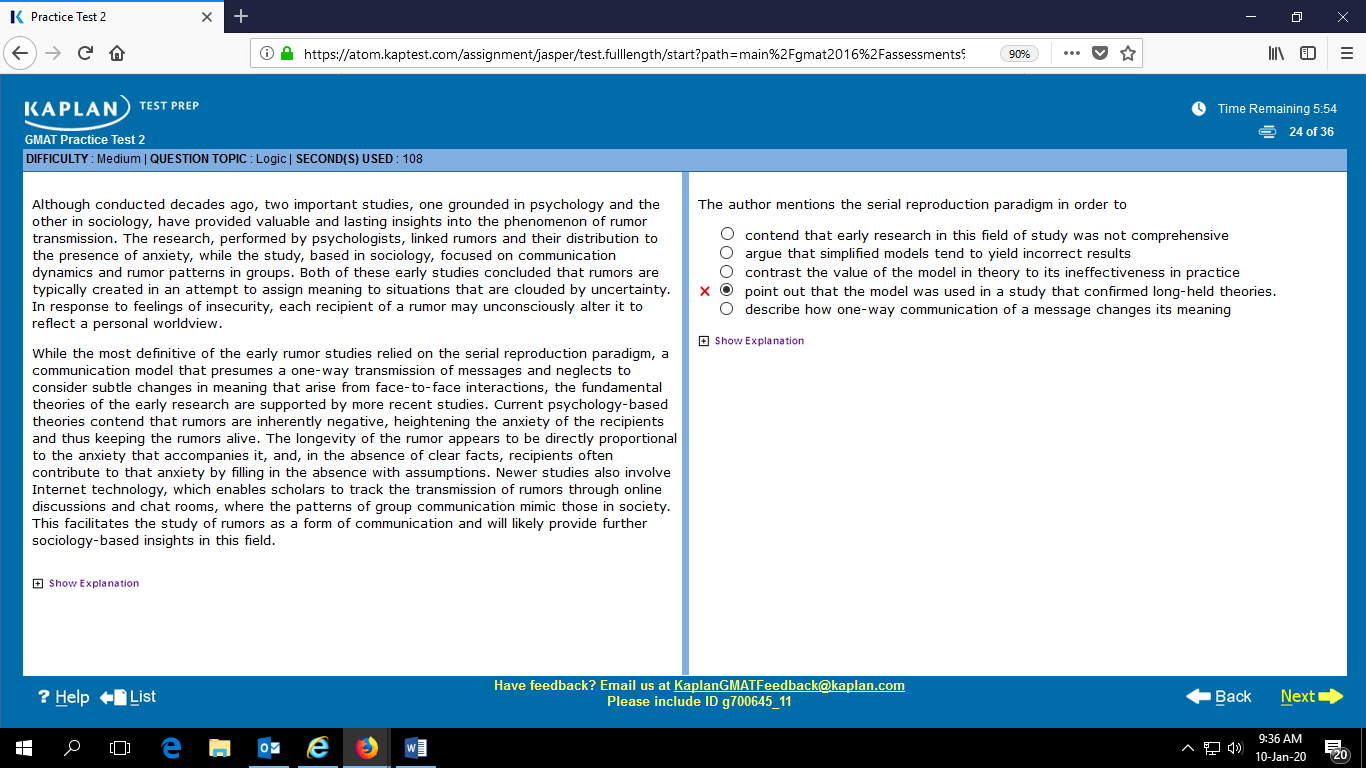 Practice Test 2
https://atom.kaptest.com/assignment/jasper/test.fulllength/start?path=main%2Fgmat2016%2Fassessments%
90%
KAPLAN TEST PREP
GMAT Practice Test 2
Time Remaining 5:54
24 of 36
DIFFICULTY : Medium | QUESTION TOPIC : Logic | SECOND(S) USED : 108
Although conducted decades ago, two important studies, one grounded in psychology and the
other in sociology, have provided valuable and lasting insights into the phenomenon of rumor
transmission. The research, performed by psychologists, linked rumors and their distribution to
the presence of anxiety, while the study, based in sociology, focused on communication
dynamics and rumor patterns in groups. Both of these early studies concluded that rumors are
typically created in an attempt to assign meaning to situations that are clouded by uncertainty.
In response to feelings of insecurity, each recipient of a rumor may unconsciously alter it to
reflect a personal worldview.
While the most definitive of the early rumor studies relied on the serial reproduction paradigm, a
communication model that presumes a one-way transmission of messages and neglects to
consider subtle changes in meaning that arise from face-to-face interactions, the fundamental
theories of the early research are supported by more recent studies. Current psychology-based
theories contend that rumors are inherently negative, heightening the anxiety of the recipients
and thus keeping the rumors alive. The longevity of the rumor appears to be directly proportional
to the anxiety that accompanies it, and, in the absence of clear facts, recipients often
contribute to that anxiety by filling in the absence with assumptions. Newer studies also involve
Internet technology, which enables scholars to track the transmission of rumors through online
discussions and chat rooms, where the patterns of group communication mimic those in society.
This facilitates the study of rumors as a form of communication and will likely provide further
sociology-based insights in this field.
Show Explanation
The author mentions the serial reproduction paradigm in order to
contend that early research in this field of study was not comprehensive
argue that simplified models tend to yield incorrect results
contrast the value of the model in theory to its ineffectiveness in practice
point out that the model was used in a study that confirmed long-held theories.
describe how one-way communication of a message changes its meaning
Show Explanation
? Help
List
Have feedback? Email us at KaplanGMATFeedback@kaplan.com
Please include ID g700645_11
Back
Next
9:36 AM
10-Jan-20
20